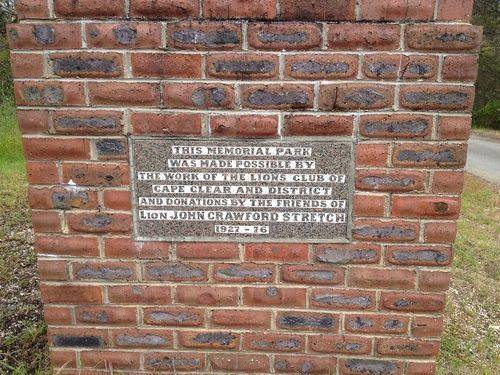 THIS MEMORIAL PARK
WAS MADE POSSIBLE BY
THE WORK OF THE LIONS CLUB OF
CAPE CLEAR AND DISTRICT
AND DONATIONS BY THE FRIENDS OF
LION JOHN CRAWFORD STRETCH
1927 - 76